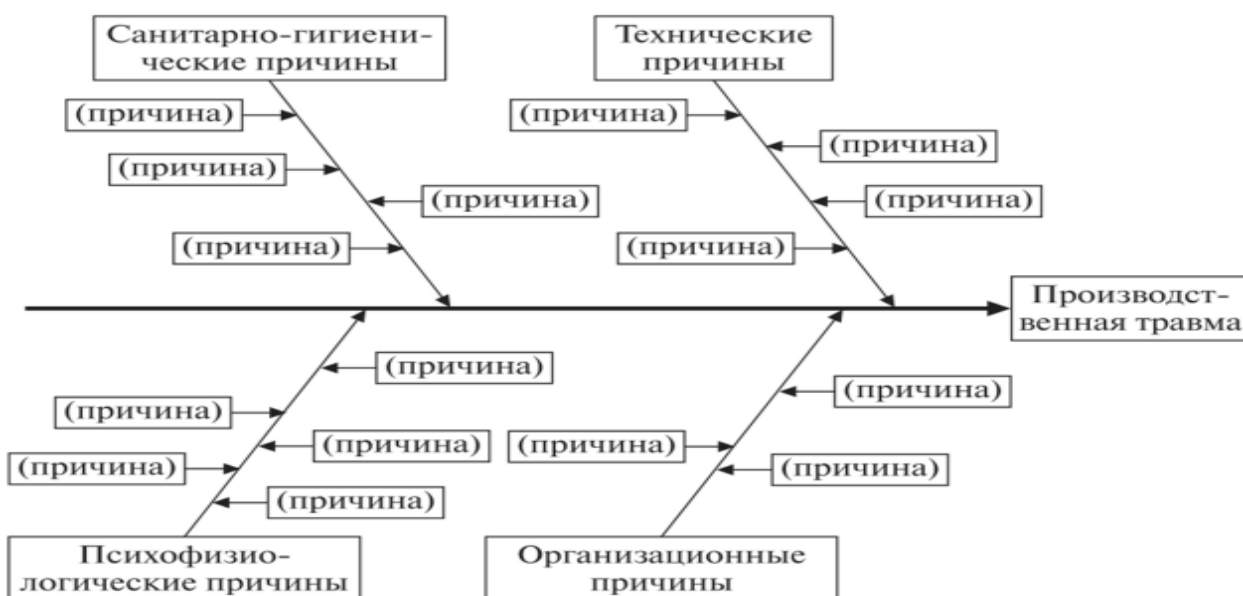 Санитарно-гигиени-
ческие причины
Технические
причины
(причина)
(причина)
(причина)
(причина)
(причина)
(причина)
(причина)
(причина)
Производст-
венная травма
(причина)
(причина)
(причина)
(причина)
(причина)
(причина)
(причина)
(причина)
Психофизио-
логические причины
Организационные
причины